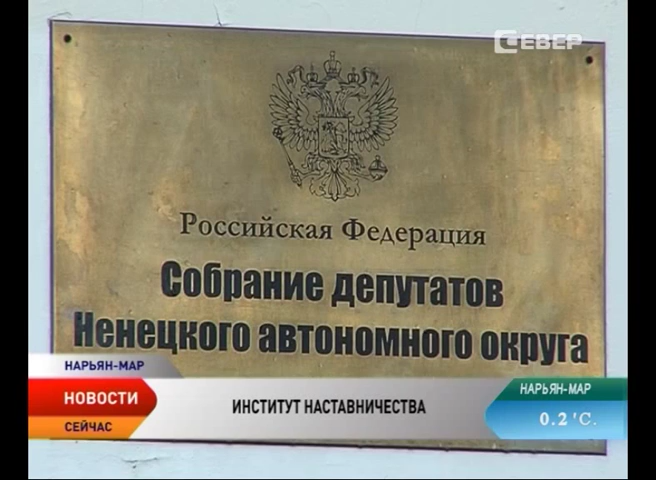 СЕВЕР
Российская Федерация
Собрание депутатов
Ненецкого автономного округа
НАРЬЯН-МАР
НОВОСТИ
СЕЙЧАС
ИНСТИТУТ НАСТАВНИЧЕСТВА
НАРЬЯН-МАР
0.2 'C.